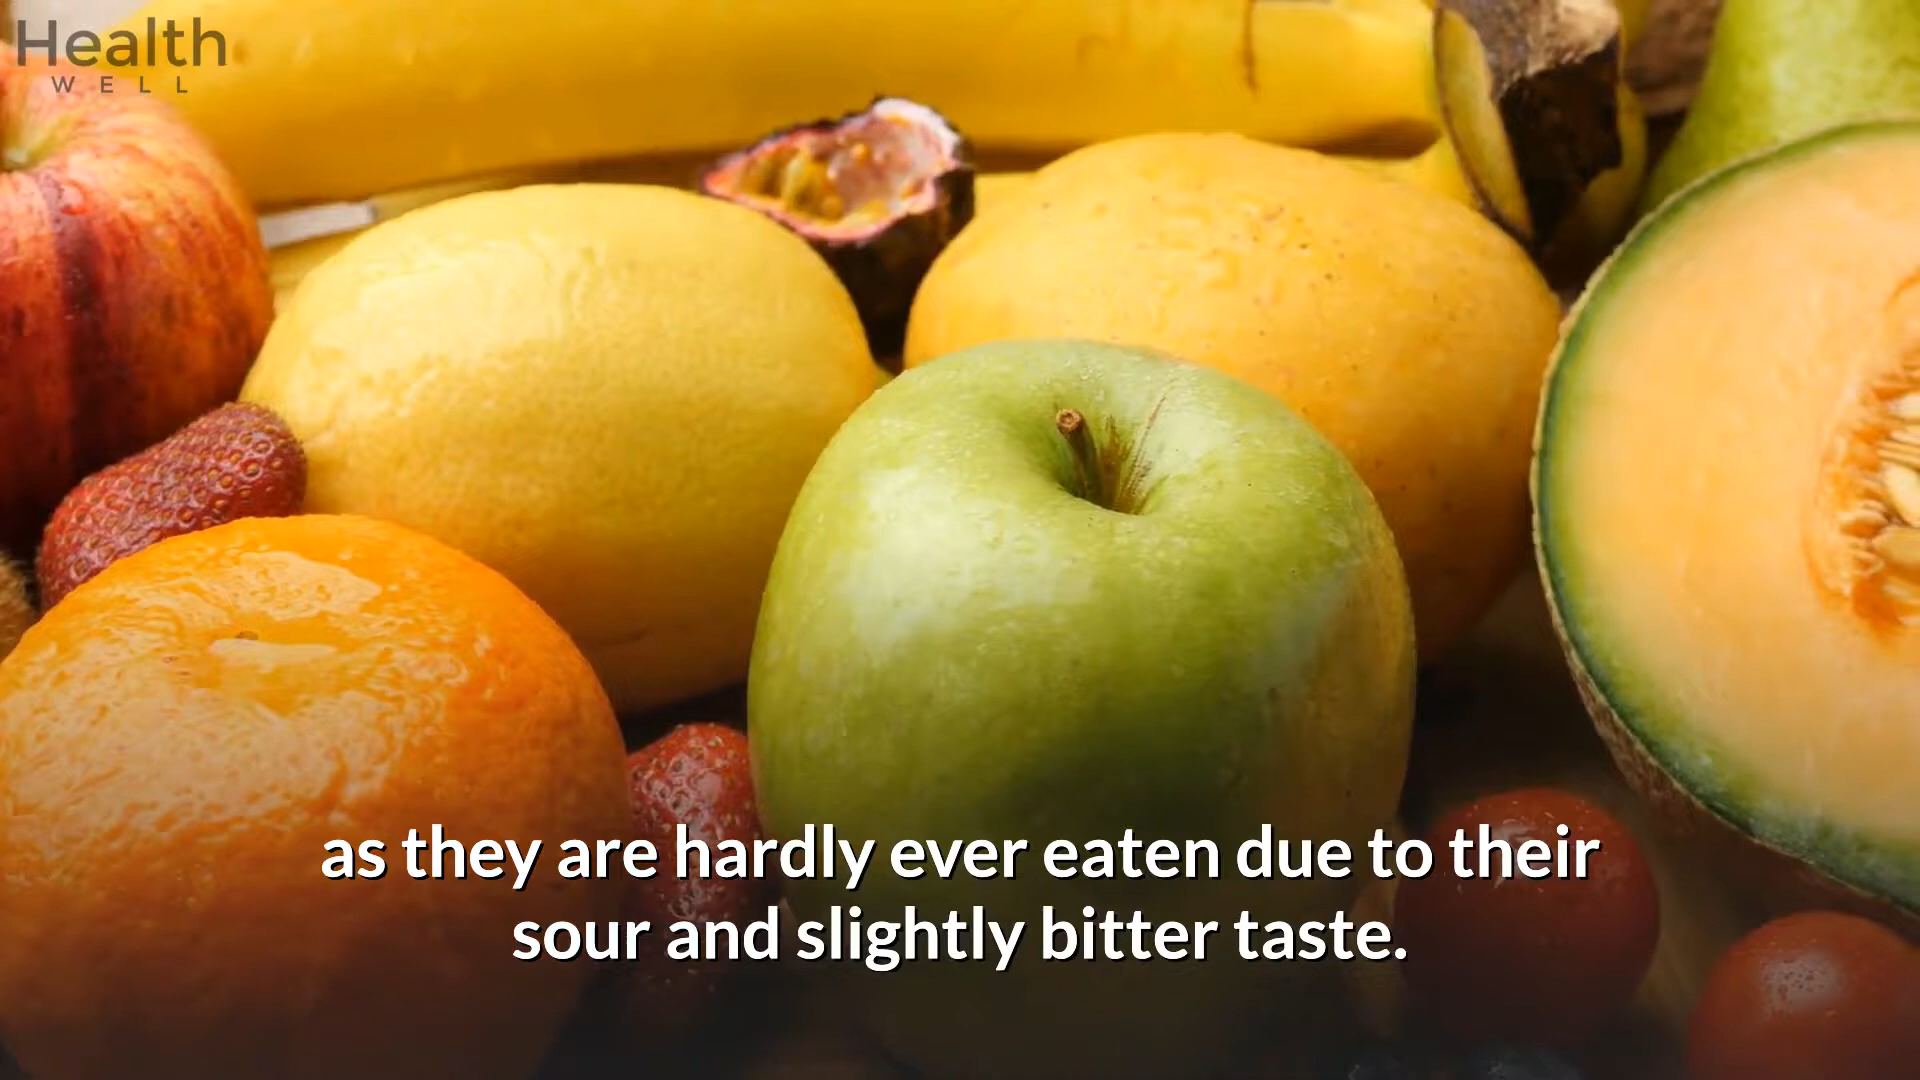 Health
WELL
as they are hardly ever eaten due to their
sour and slightly bitter taste.